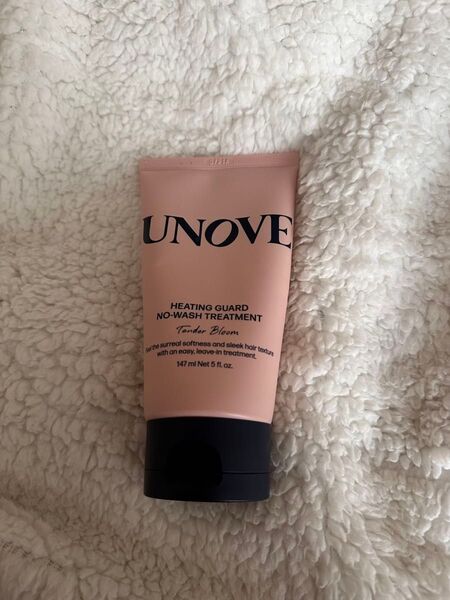 UNOVE
HEATING GUARD
NO-WASH TREATMENT
Tender Bloom
the surreal softness and sleek hair texture
with an easy, leave-in treatment.
147 ml Net 5 fl. oz.